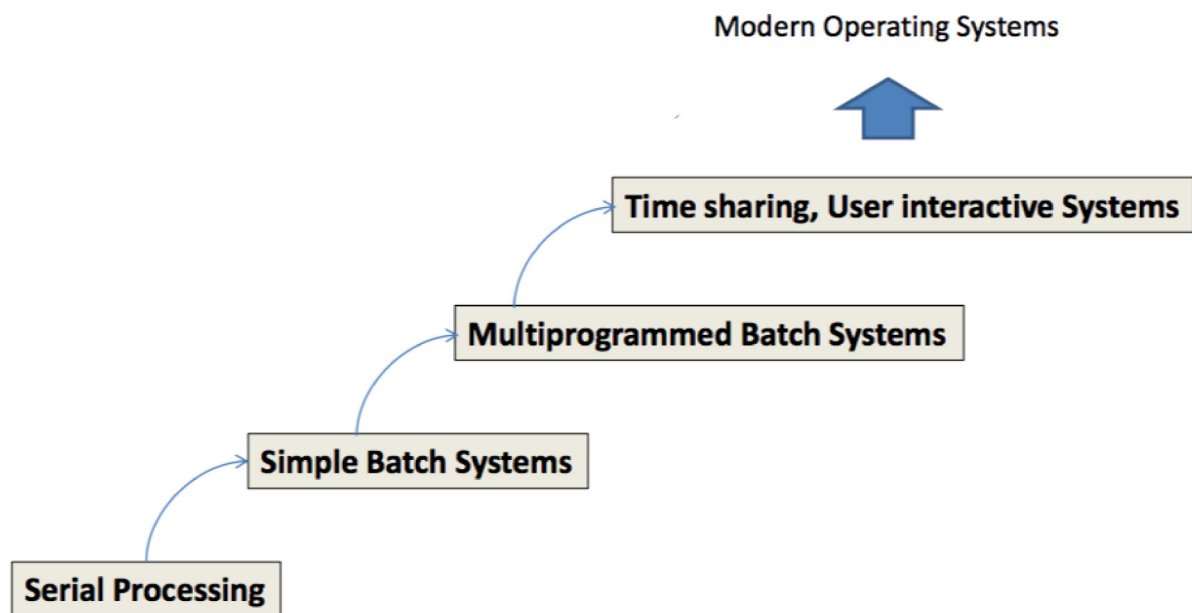 Modern Operating Systems
Time sharing, User interactive Systems
Multiprogrammed Batch Systems
Simple Batch Systems
Serial Processing